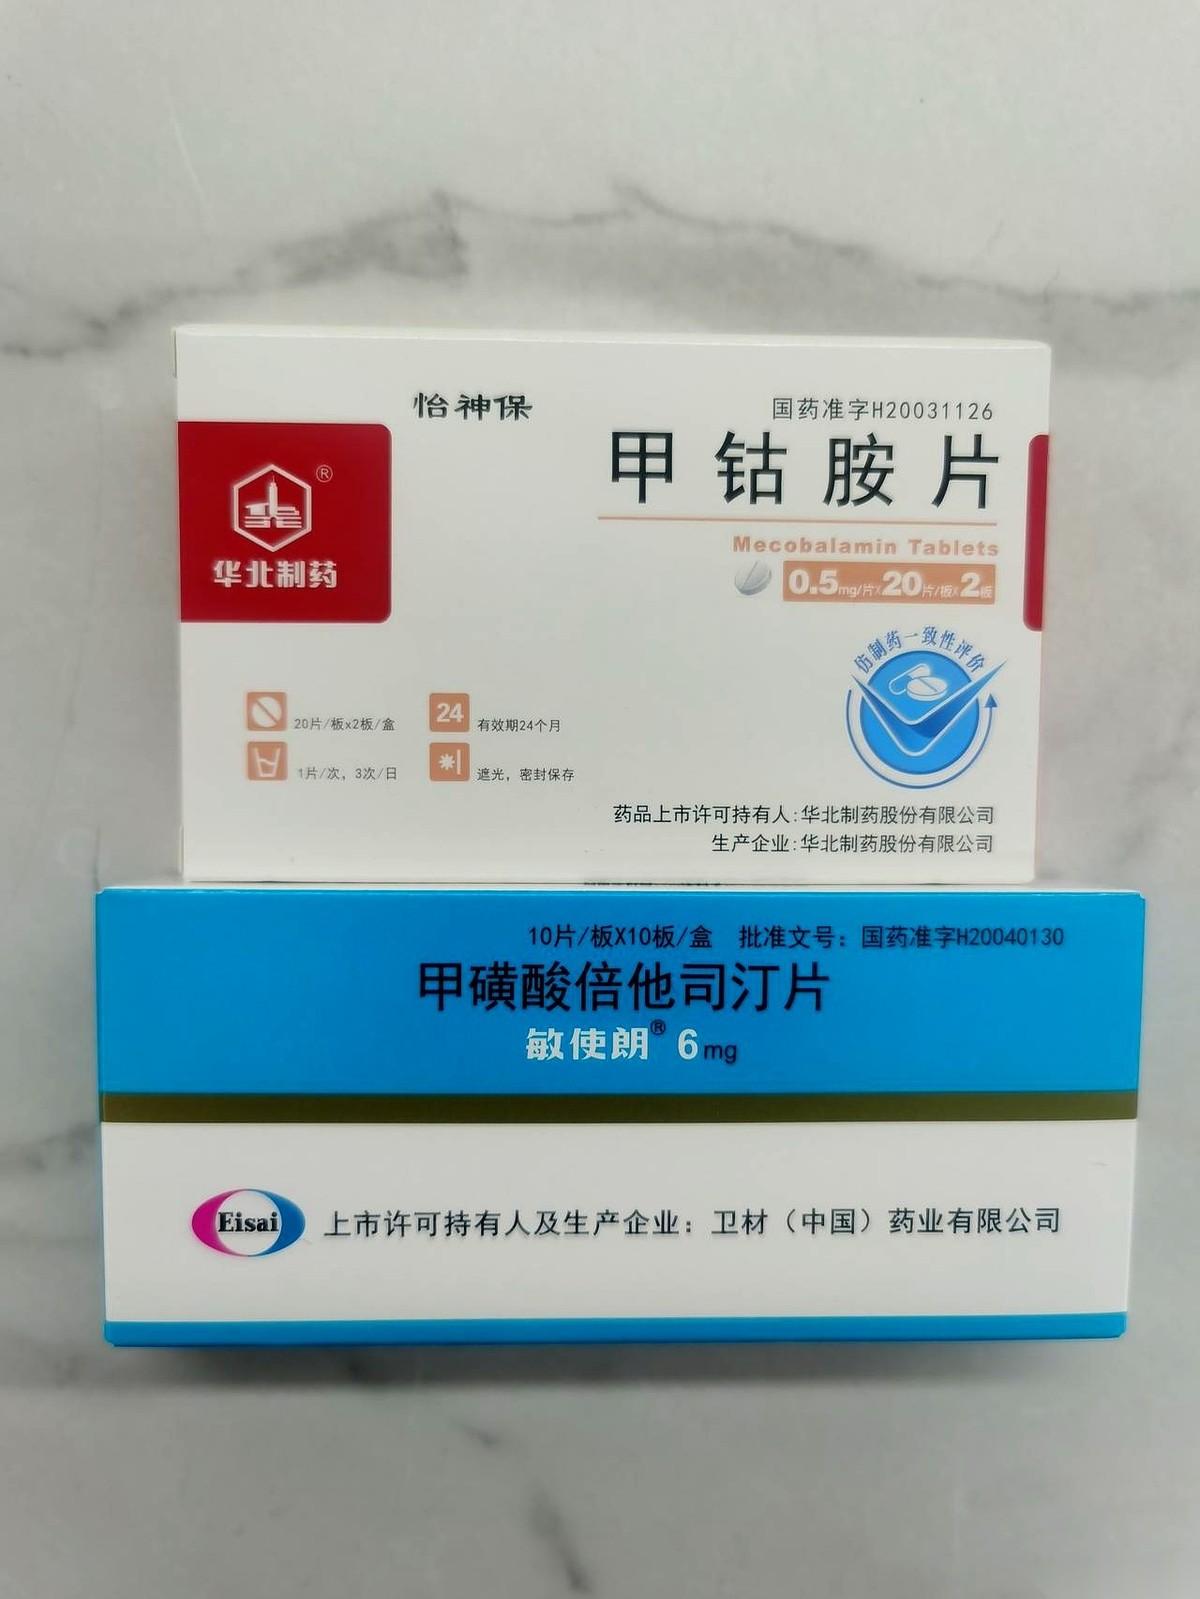 怡神保
国药准字H20031126
甲钴胺片
Mecobalamin Tablets
0.5mg/片x20片/板x2板
®
华北制药
仿制药一致性评价
20片/板x2板/盒
24
有效期24个月
1片/次，3次/日
遮光，密封保存
药品上市许可持有人:华北制药股份有限公司
生产企业:华北制药股份有限公司
10片/板X10板/盒 批准文号：国药准字H20040130
甲磺酸倍他司汀片
敏使朗® 6mg
Eisai
上市许可持有人及生产企业：卫材（中国）药业有限公司